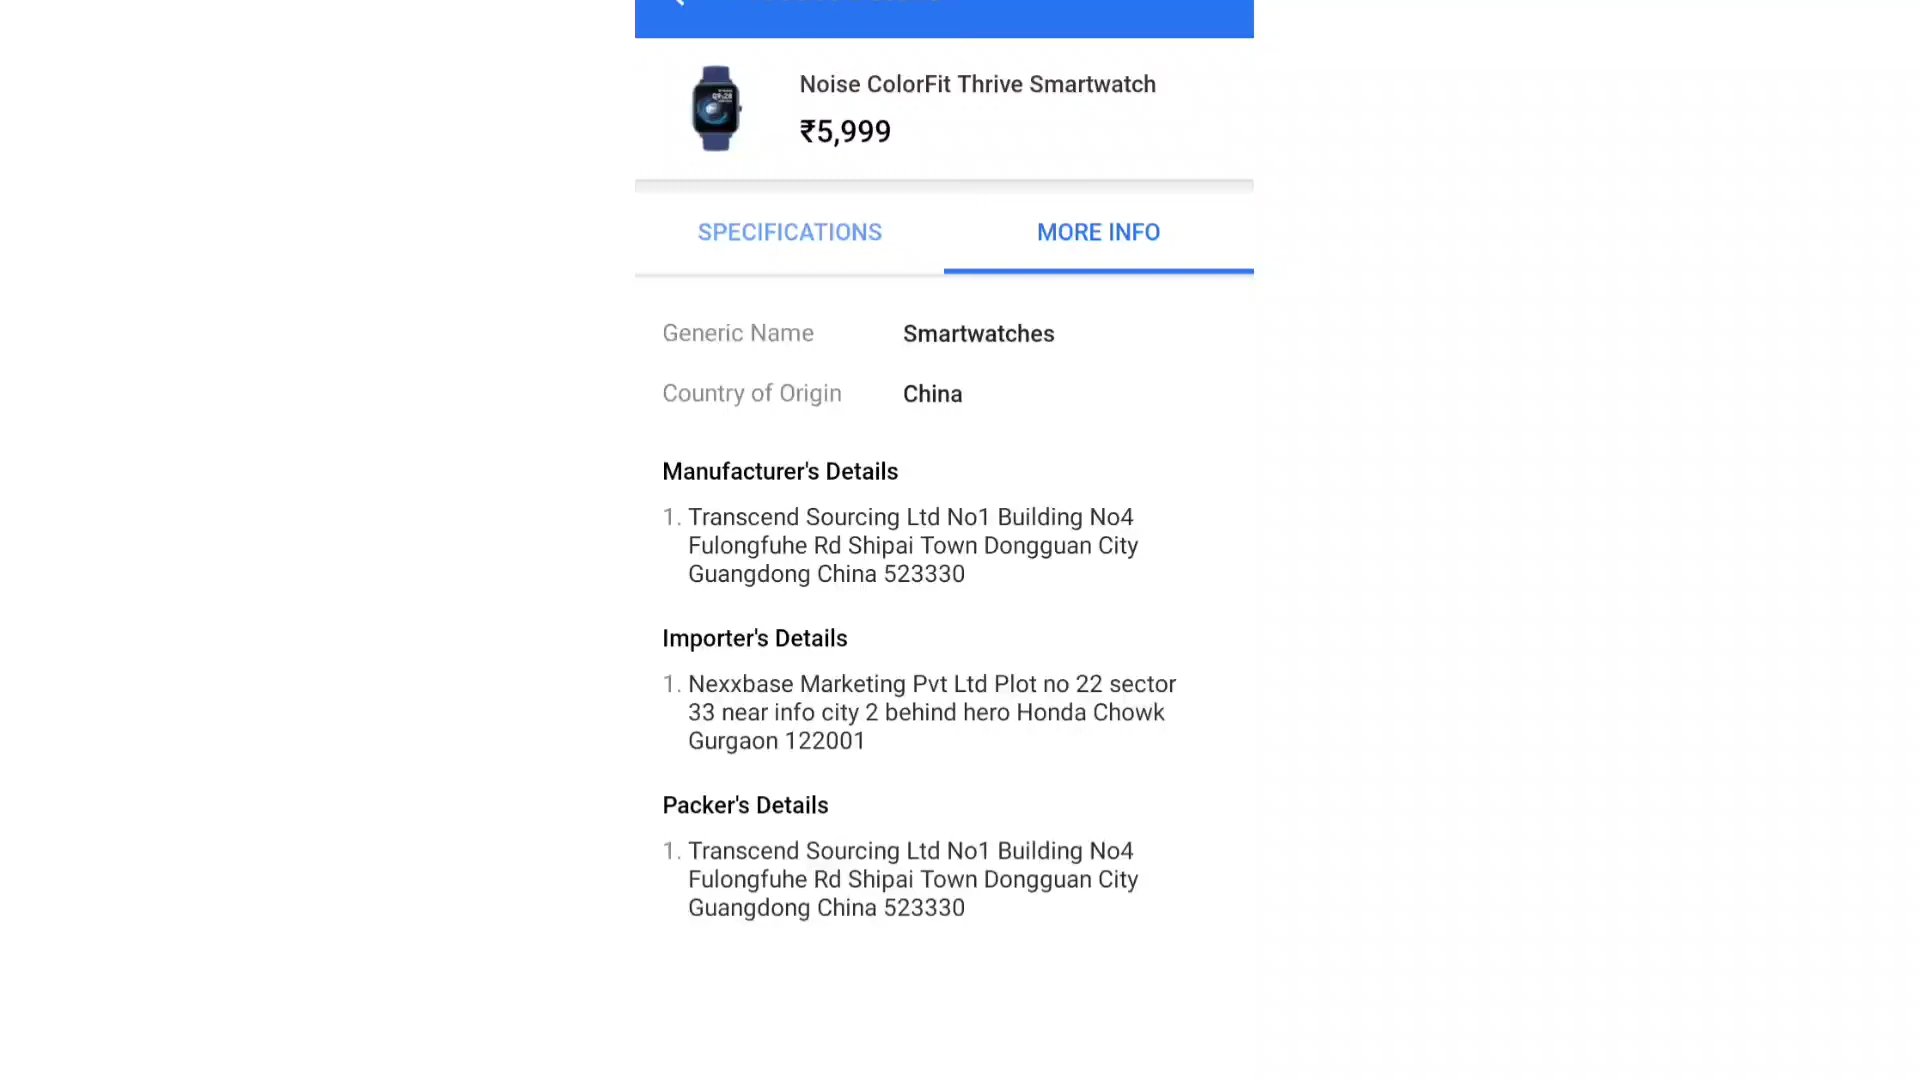 Noise ColorFit Thrive Smartwatch
₹5,999
SPECIFICATIONS
MORE INFO
Generic Name
Smartwatches
Country of Origin
China
Manufacturer's Details
1. Transcend Sourcing Ltd No1 Building No4
Fulongfuhe Rd Shipai Town Dongguan City
Guangdong China 523330
Importer's Details
1. Nexxbase Marketing Pvt Ltd Plot no 22 sector
33 near info city 2 behind hero Honda Chowk
Gurgaon 122001
Packer's Details
1. Transcend Sourcing Ltd No1 Building No4
Fulongfuhe Rd Shipai Town Dongguan City
Guangdong China 523330